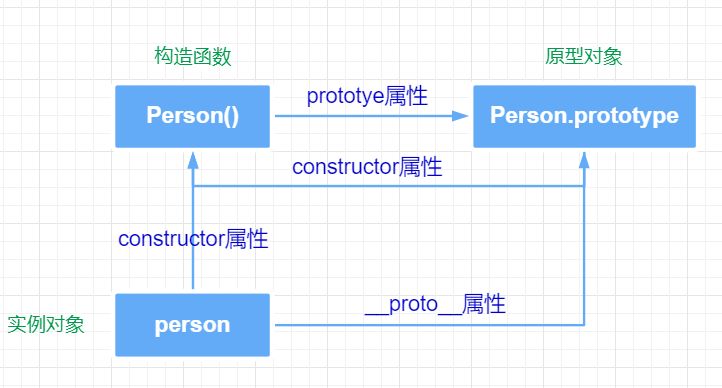 构造函数
原型对象
Person()
prototye属性
Person.prototype
constructor属性
constructor属性
实例对象
person
__proto__属性